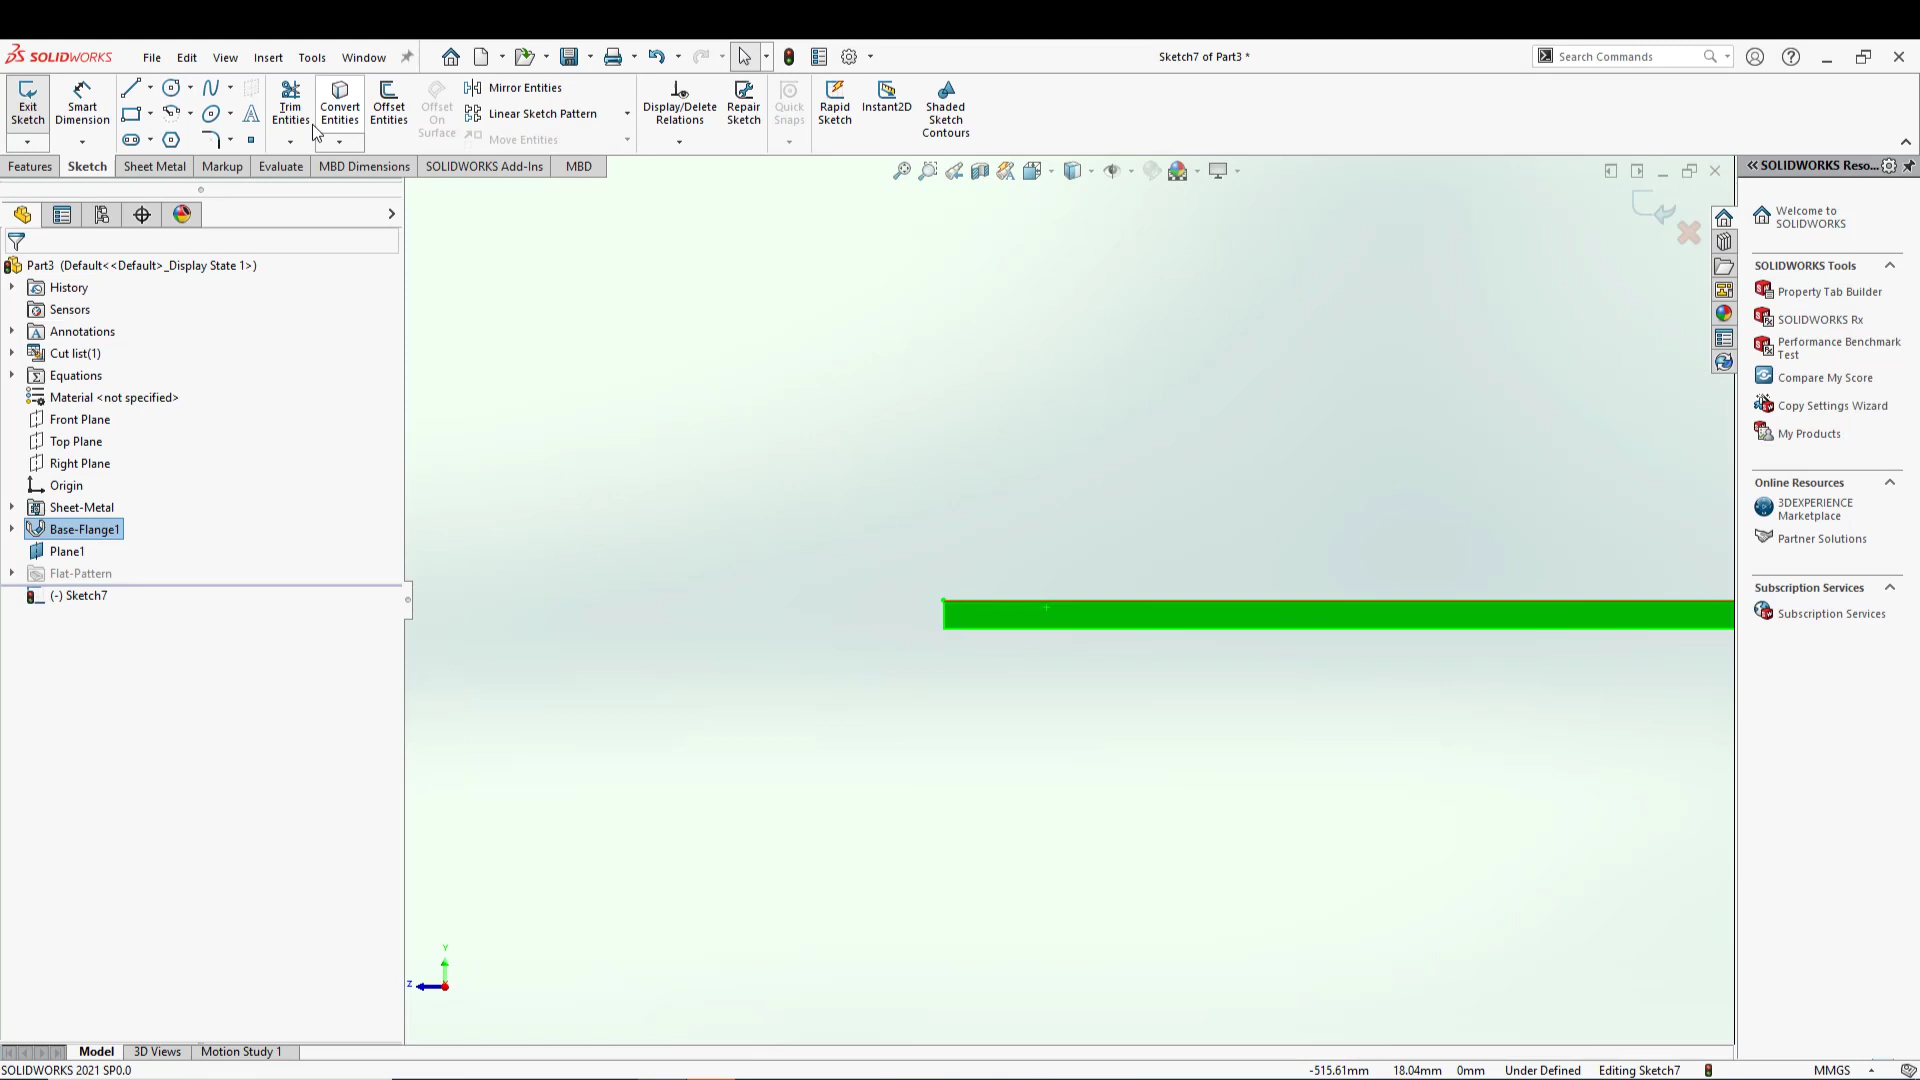 SOLIDWORKS File Edit View Insert Tools Window
Sketch7 of Part3 *
Search Commands
Exit Sketch
Smart Dimension
Trim Entities
Convert Entities
Offset Entities
Offset On Surface
Mirror Entities
Linear Sketch Pattern
Move Entities
Display/Delete Relations
Repair Sketch
Quick Snaps
Rapid Sketch
Instant2D
Shaded Sketch Contours
Features Sketch Sheet Metal Markup Evaluate MBD Dimensions SOLIDWORKS Add-Ins MBD
Part3 (Default<<Default>_Display State 1>)
History
Sensors
Annotations
Cut list(1)
Equations
Material <not specified>
Front Plane
Top Plane
Right Plane
Origin
Sheet-Metal
Base-Flange1
Plane1
Flat-Pattern
(-) Sketch7
Y
Z
SOLIDWORKS Reso...
Welcome to
SOLIDWORKS
SOLIDWORKS Tools
Property Tab Builder
SOLIDWORKS Rx
Performance Benchmark
Test
Compare My Score
Copy Settings Wizard
My Products
Online Resources
3DEXPERIENCE
Marketplace
Partner Solutions
Subscription Services
Subscription Services
Model 3D Views Motion Study 1
SOLIDWORKS 2021 SP0.0
-515.61mm 18.04mm 0mm Under Defined Editing Sketch7 MMGS